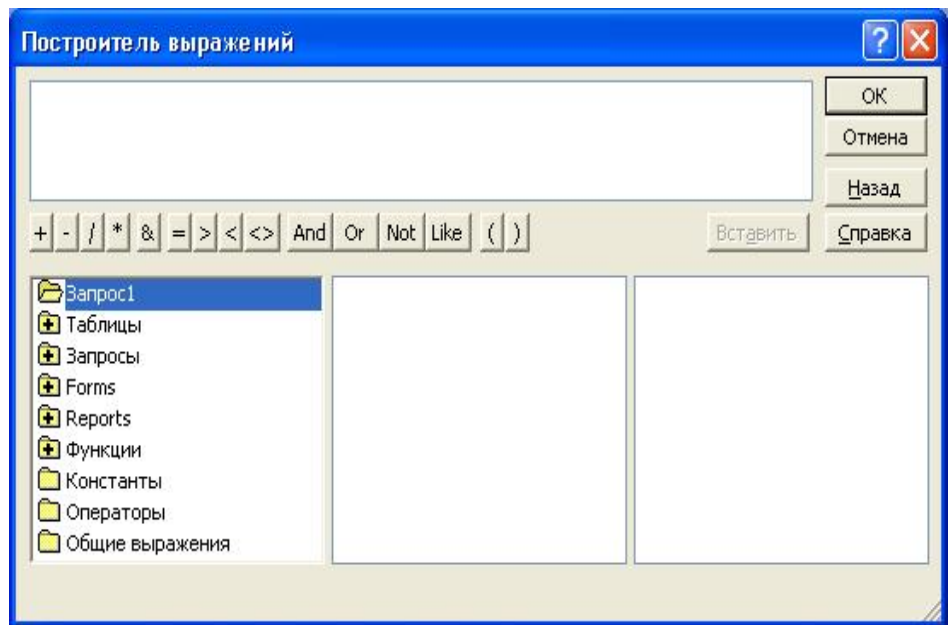 Построитель выражений
ОК
Отмена
Назад
+ - / * & = > < <> And Or Not Like ( ) Вставить Справка
Запрос1
Таблицы
Запросы
Forms
Reports
Функции
Константы
Операторы
Общие выражения